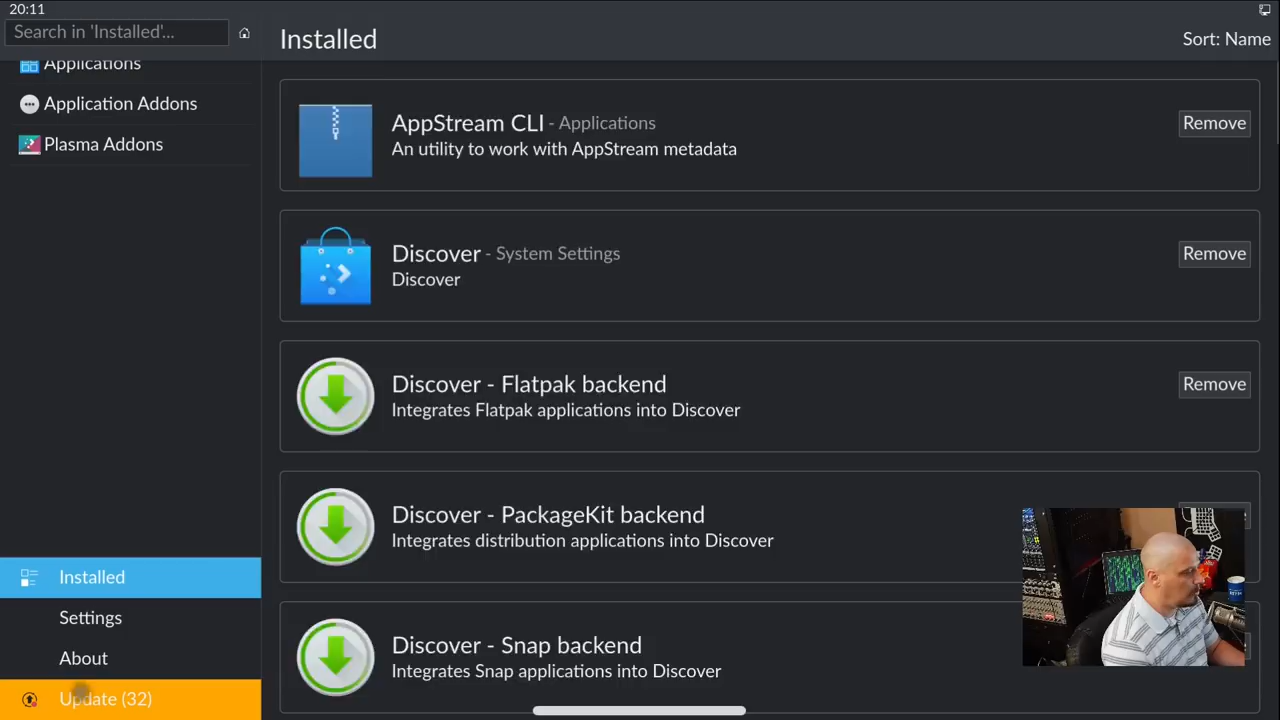 20:11
Search in 'Installed'...
Installed
Sort: Name
Applications
Application Addons
Plasma Addons
AppStream CLI - Applications
An utility to work with AppStream metadata
Remove
Discover - System Settings
Discover
Remove
Discover - Flatpak backend
Integrates Flatpak applications into Discover
Remove
Discover - PackageKit backend
Integrates distribution applications into Discover
Discover - Snap backend
Integrates Snap applications into Discover
Installed
Settings
About
Update (32)